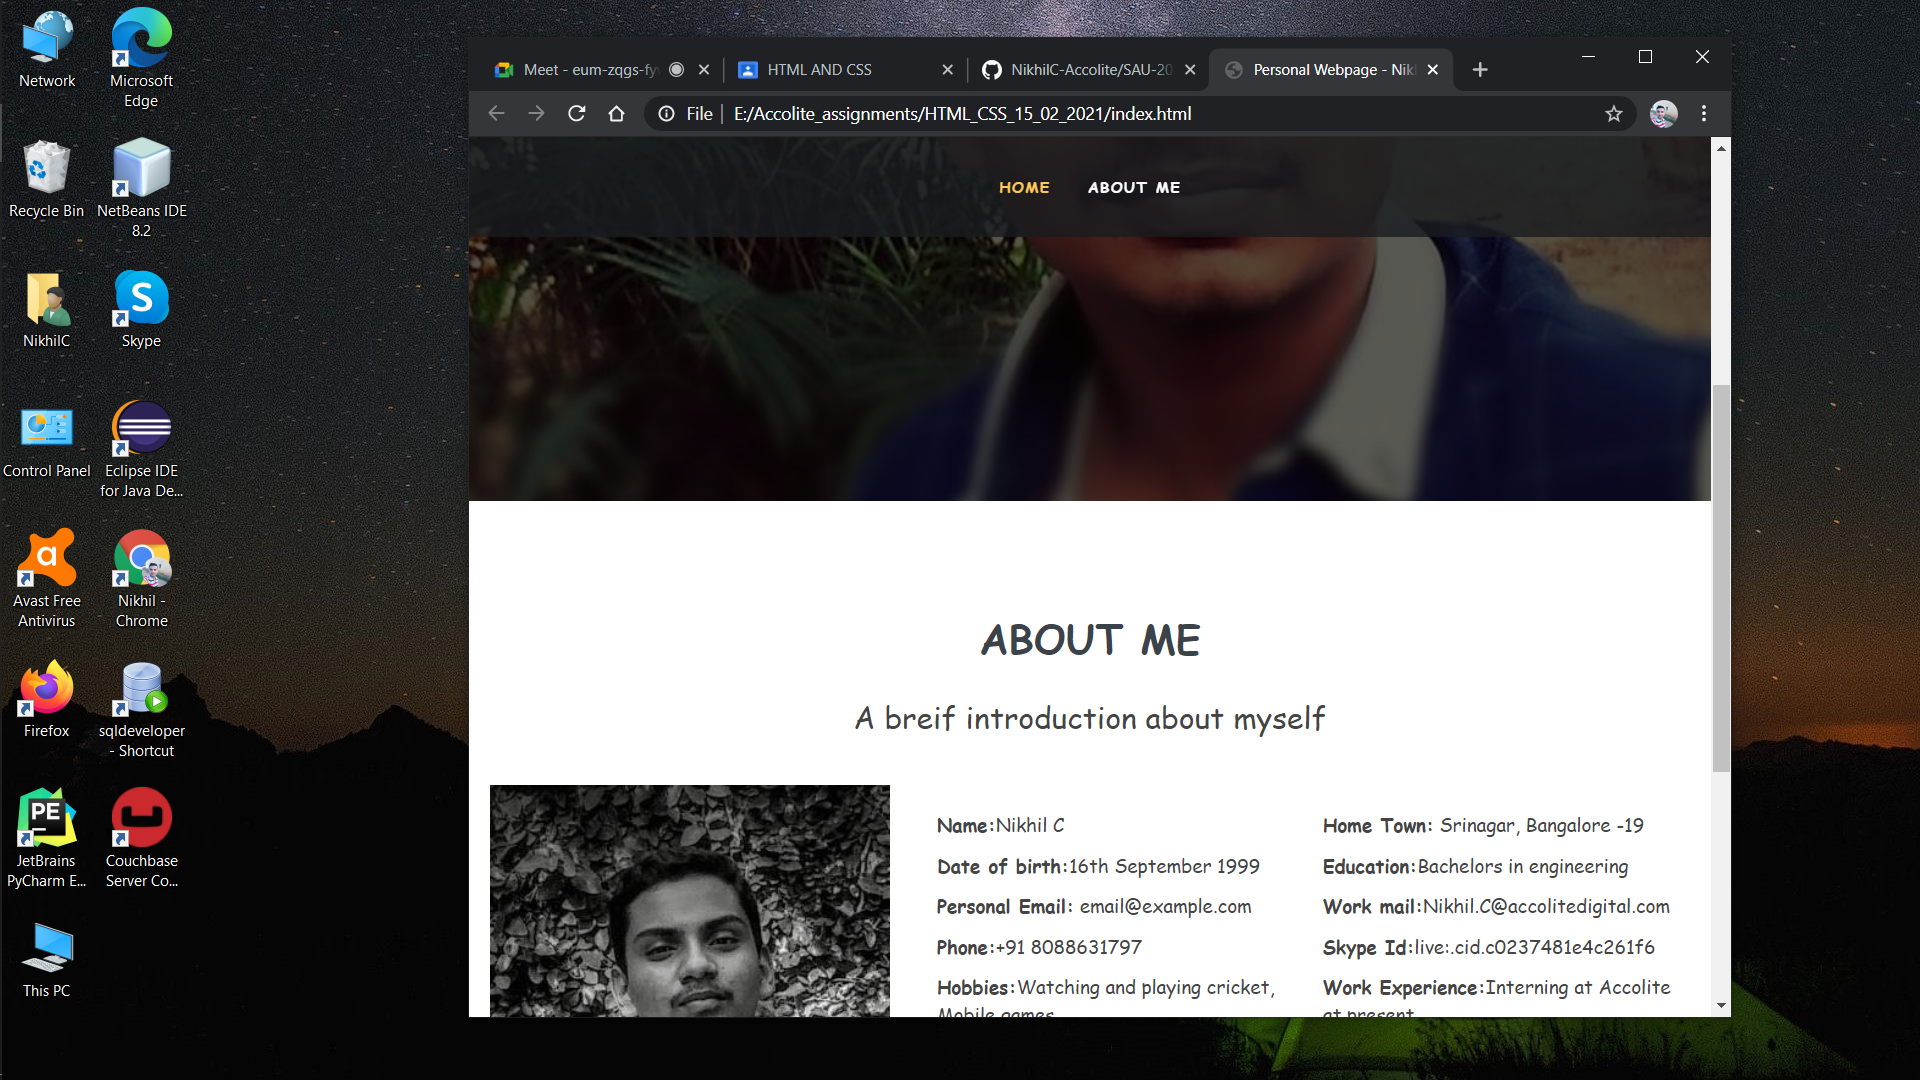 Network
Microsoft
Edge
Recycle Bin
NetBeans IDE
8.2
NikhilC
Skype
Control Panel
Eclipse IDE
for Java De...
Avast Free
Antivirus
Nikhil -
Chrome
Firefox
sqldeveloper
- Shortcut
JetBrains
PyCharm E...
Couchbase
Server Co...
This PC
Meet - eum-zqgs-fy
HTML AND CSS
NikhilC-Accolite/SAU-20
Personal Webpage - Nik
File | E:/Accolite_assignments/HTML_CSS_15_02_2021/index.html
HOME ABOUT ME
ABOUT ME
A breif introduction about myself
Name:Nikhil C
Date of birth:16th September 1999
Personal Email: email@example.com
Phone:+91 8088631797
Hobbies:Watching and playing cricket,
Mobile games
Home Town: Srinagar, Bangalore -19
Education:Bachelors in engineering
Work mail:Nikhil.C@accolitedigital.com
Skype Id:live:.cid.c0237481e4c261f6
Work Experience:Interning at Accolite
at present